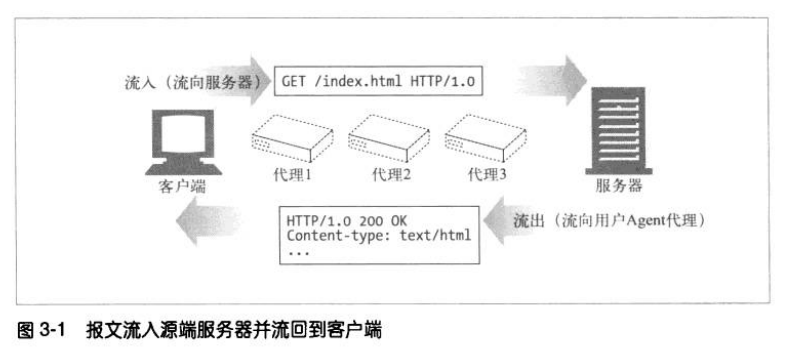 流入（流向服务器）
GET /index.html HTTP/1.0
代理1
代理2
代理3
客户端
服务器
HTTP/1.0 200 OK
Content-type: text/html
...
流出（流向用户Agent代理）
图 3-1 报文流入源端服务器并流回到客户端